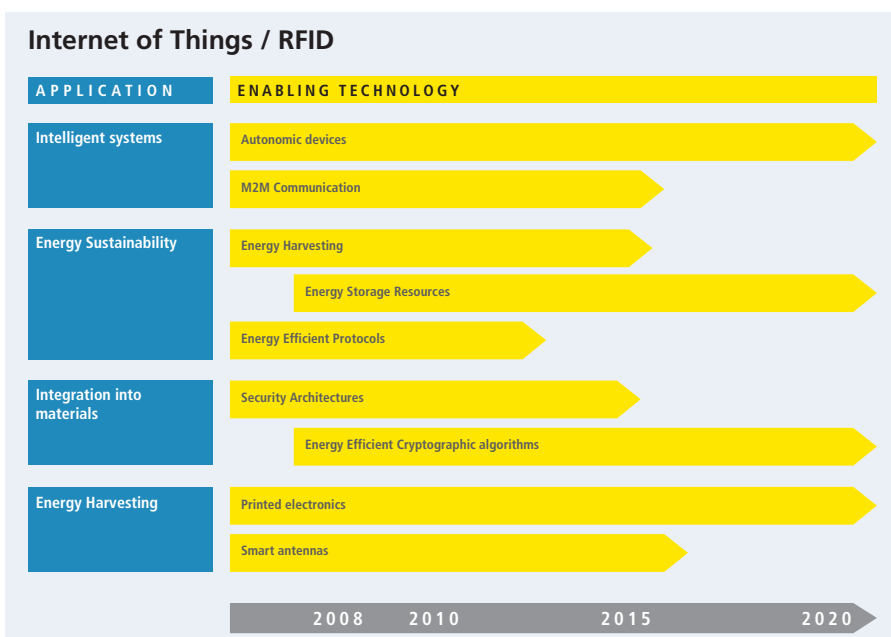 Internet of Things / RFID
APPLICATION
ENABLING TECHNOLOGY
Intelligent systems
Autonomic devices
M2M Communication
Energy Sustainability
Energy Harvesting
Energy Storage Resources
Energy Efficient Protocols
Integration into
materials
Security Architectures
Energy Efficient Cryptographic algorithms
Energy Harvesting
Printed electronics
Smart antennas
2008 2010 2015 2020